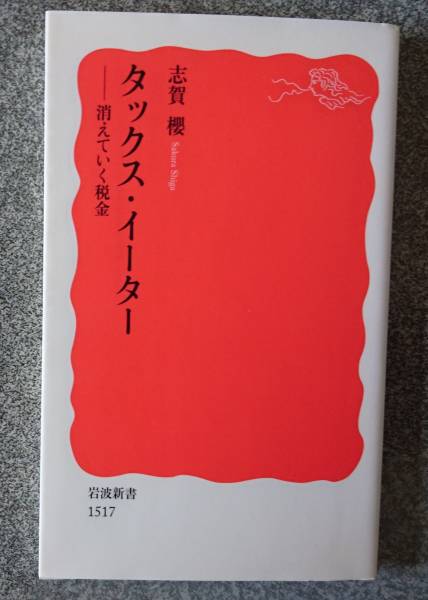 志賀 櫻
Sakura Shiga
タックス・イーター
──消えていく税金
岩波新書
1517